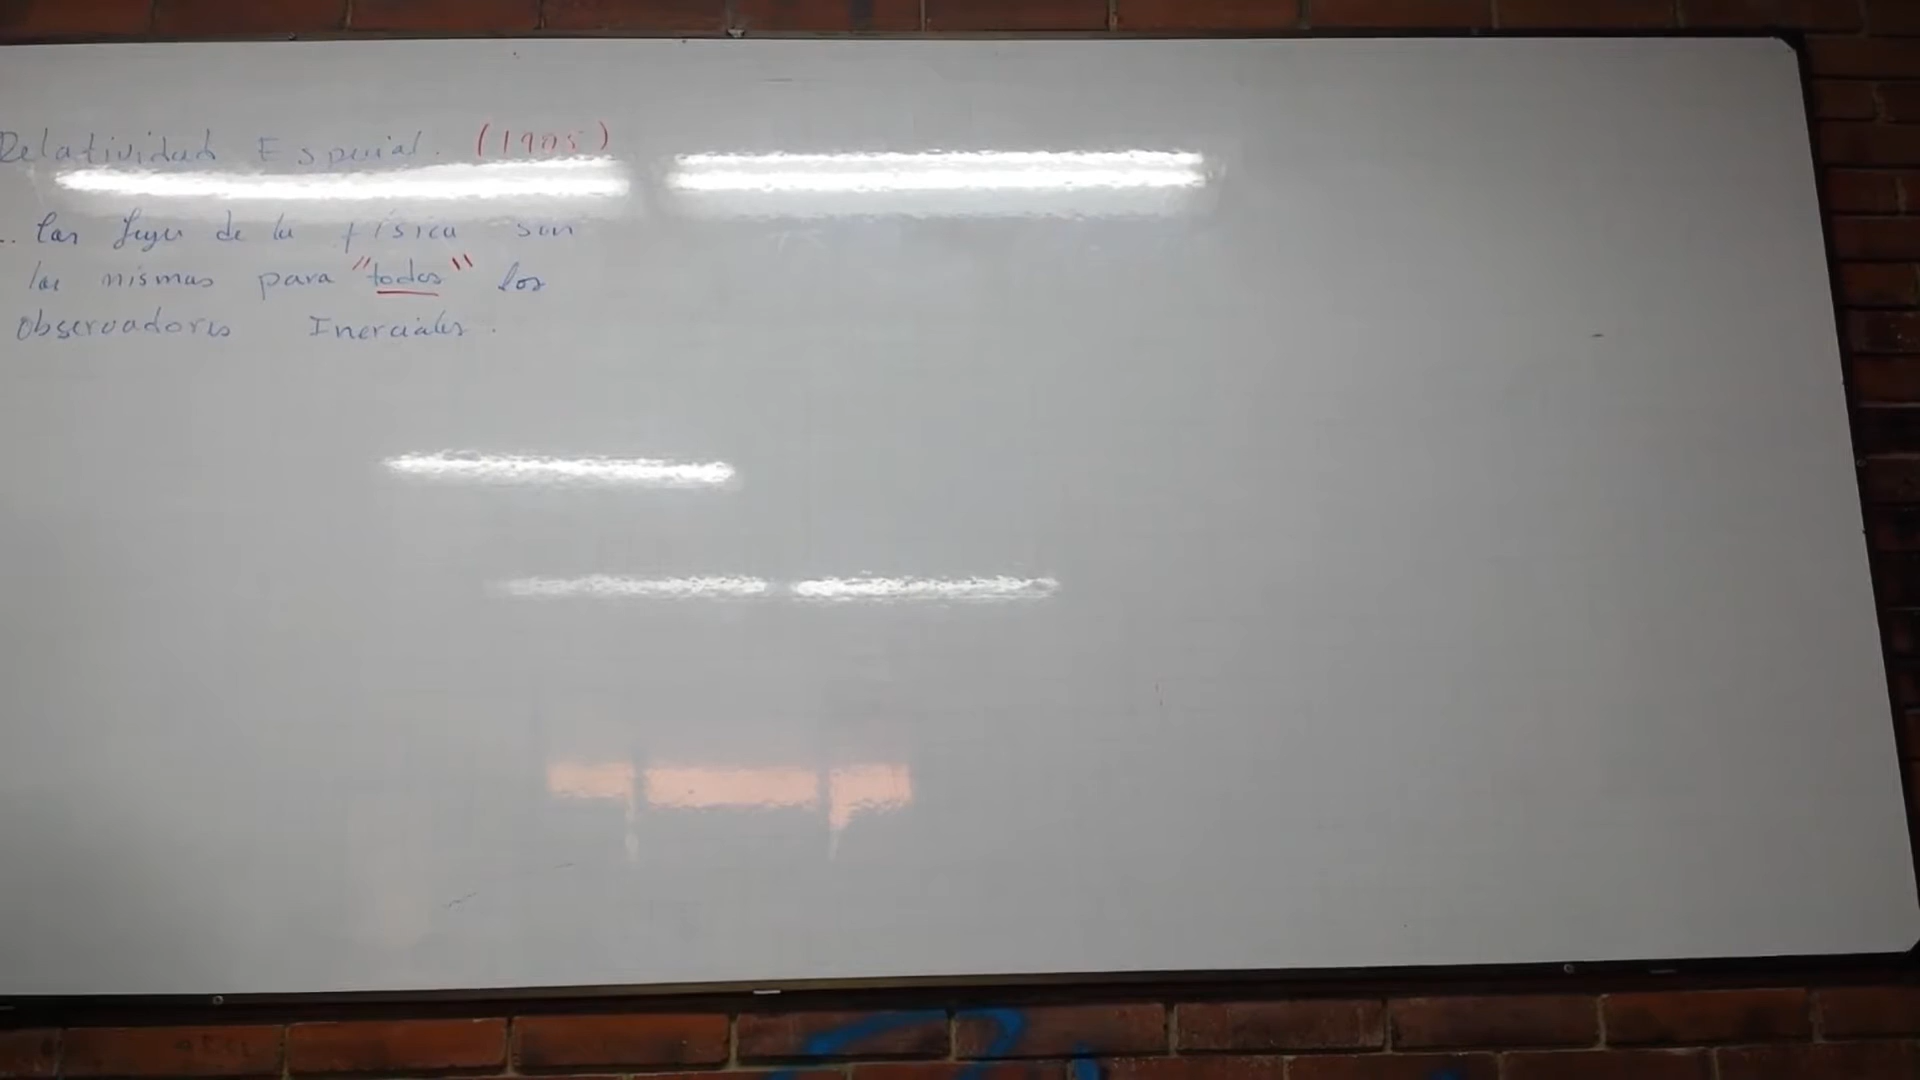 Relatividad Especial. (1905)
.. Las leyes de la física son
las mismas para "todos" los
Observadores Inerciales.